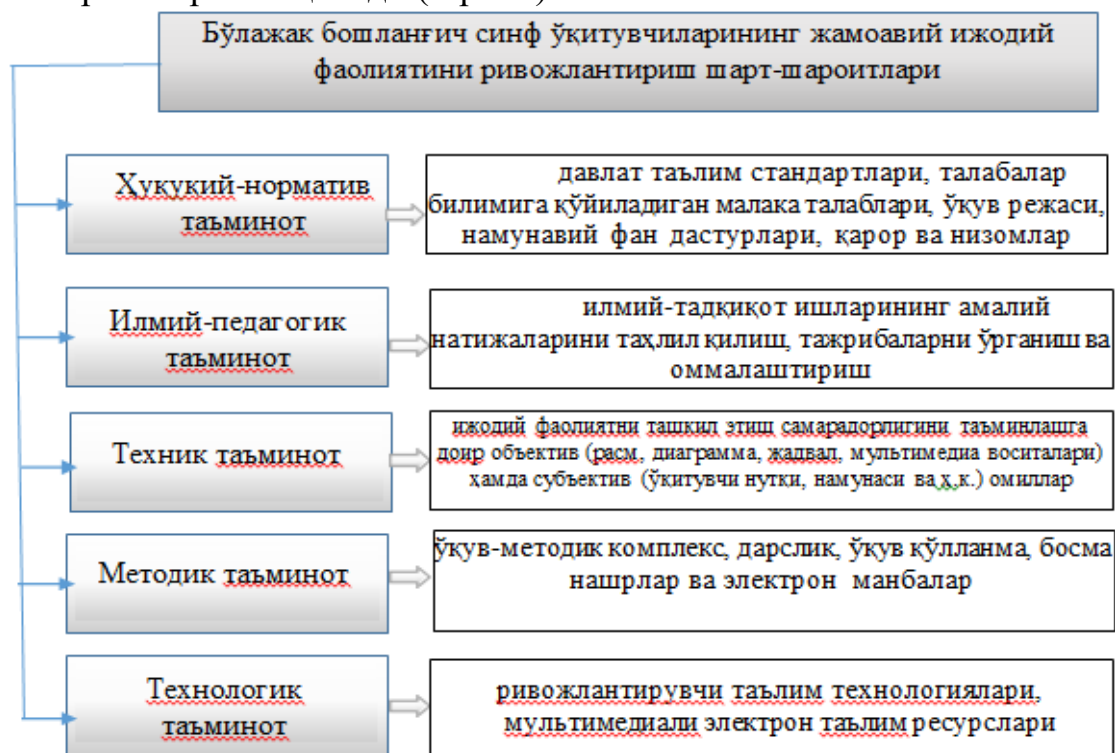 Бўлажак бошланғич синф ўқитувчиларининг жамоавий ижодий
фаолиятини ривожлантириш шарт-шароитлари
Ҳуқуқий-норматив
таъминот
давлат таълим стандартлари, талабалар
билимига қўйиладиган малака талаблари, ўқув режаси,
намунавий фан дастурлари, қарор ва низомлар
Илмий-педагогик
таъминот
илмий-тадқиқот ишларининг амалий
натижаларини таҳлил қилиш, тажрибаларни ўрганиш ва
оммалаштириш
Техник таъминот
ижодий фаолиятни ташкил этиш самарадорлигини таъминлашга
доир объектив (расм, диаграмма, жадвал, мультимедиа воситалари)
ҳамда субъектив (ўқитувчи нутқи, намунаси ва ҳ.к.) омиллар
Методик таъминот
ўқув-методик комплекс, дарслик, ўқув қўлланма, босма
нашрлар ва электрон манбалар
Технологик
таъминот
ривожлантирувчи таълим технологиялари,
мультимедиали электрон таълим ресурслари